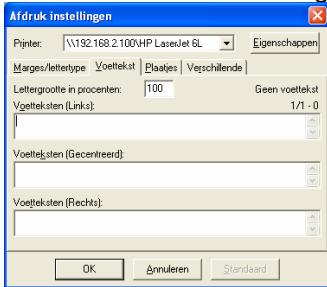 Afdruk instellingen
Printer: \\192.168.2.100\HP LaserJet 6L Eigenschappen
Marges/lettertype Voettekst Plaatjes Verschillende
Lettergrootte in procenten: 100 Geen voettekst
Voetteksten (Links): 1/1 - 0
Voetteksten (Gecentreerd):
Voetteksten (Rechts):
OK Annuleren Standaard